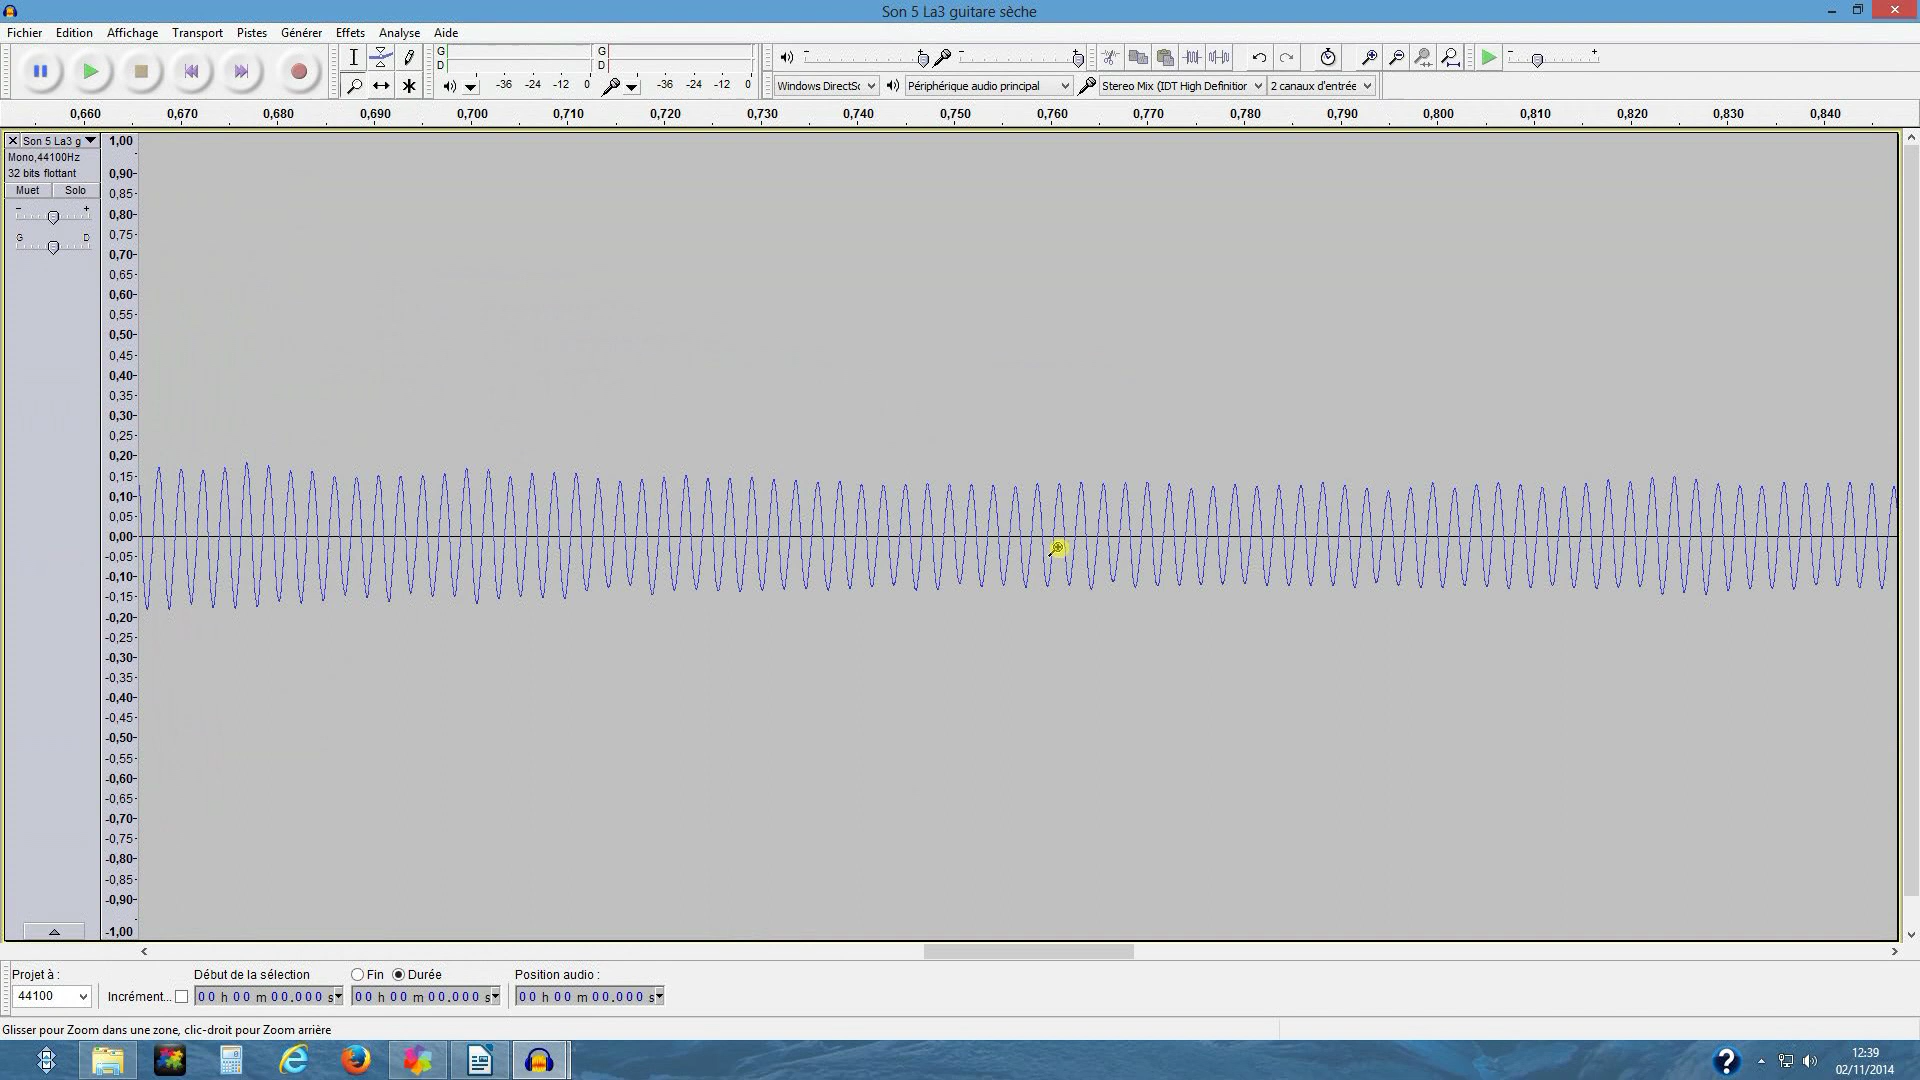 Son 5 La3 guitare sèche
Fichier Edition Affichage Transport Pistes Générer Effets Analyse Aide
G
D
G
D
-36 -24 -12 0
-36 -24 -12 0
Windows DirectSc
Périphérique audio principal
Stereo Mix (IDT High Definitior
2 canaux d'entrée
0,660 0,670 0,680 0,690 0,700 0,710 0,720 0,730 0,740 0,750 0,760 0,770 0,780 0,790 0,800 0,810 0,820 0,830 0,840
Son 5 La3 g
Mono,44100Hz
32 bits flottant
Muet Solo
- +
G D
1,00
0,90
0,85
0,80
0,75
0,70
0,65
0,60
0,55
0,50
0,45
0,40
0,35
0,30
0,25
0,20
0,15
0,10
0,05
0,00
-0,05
-0,10
-0,15
-0,20
-0,25
-0,30
-0,35
-0,40
-0,45
-0,50
-0,55
-0,60
-0,65
-0,70
-0,75
-0,80
-0,85
-0,90
-1,00
Projet à : Début de la sélection Fin Durée Position audio :
44100 Incrément... 00 h 00 m 00.000 s 00 h 00 m 00.000 s 00 h 00 m 00.000 s
Glisser pour Zoom dans une zone, clic-droit pour Zoom arrière
12:39
02/11/2014